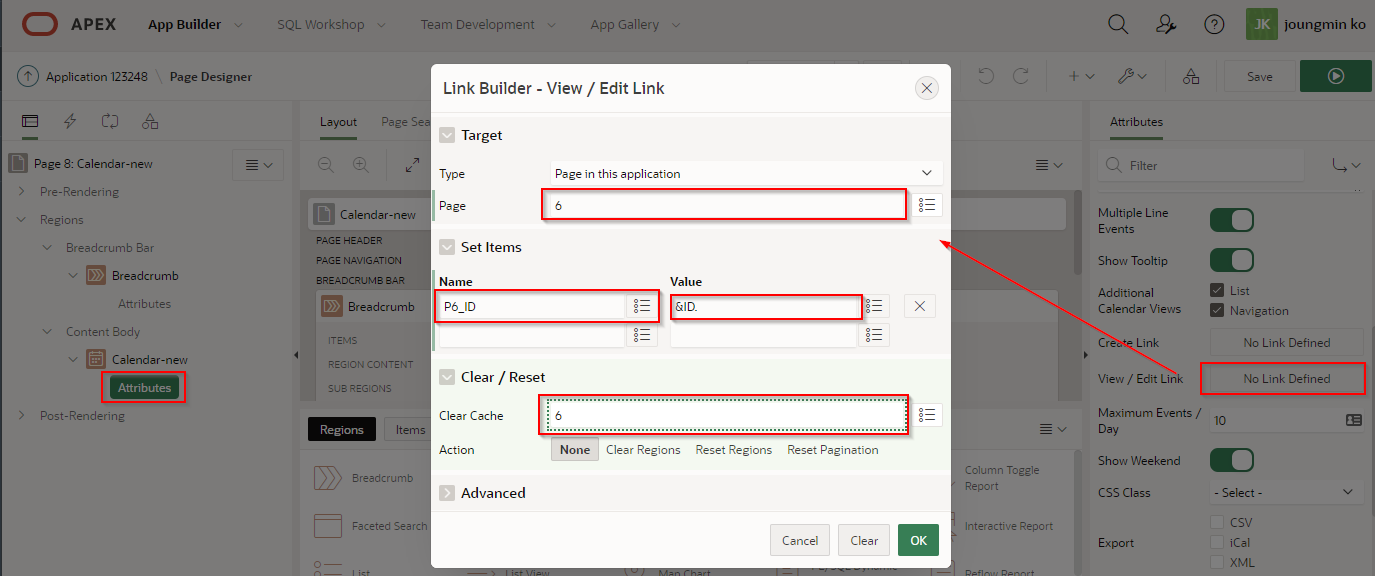 APEX App Builder SQL Workshop Team Development App Gallery JK joungmin ko
Application 123248 \ Page Designer Save
Layout Page Sea Attributes
Page 8: Calendar-new
Pre-Rendering
Regions
Breadcrumb Bar
Breadcrumb
Attributes
Content Body
Calendar-new
Attributes
Post-Rendering
Calendar-new
PAGE HEADER
PAGE NAVIGATION
BREADCRUMB BAR
Breadcrumb
ITEMS
REGION CONTENT
SUB REGIONS
Regions Items
Breadcrumb
Faceted Search
List
List View
Map Chart
Column Toggle
Report
Interactive Report
Reflow Report
Link Builder - View / Edit Link
Target
Type Page in this application
Page 6
Set Items
Name Value
P6_ID &ID.
Clear / Reset
Clear Cache 6
Action None Clear Regions Reset Regions Reset Pagination
Advanced
Cancel Clear OK
Filter
Multiple Line
Events
Show Tooltip
Additional
Calendar Views
List
Navigation
Create Link No Link Defined
View / Edit Link No Link Defined
Maximum Events /
Day
10
Show Weekend
CSS Class - Select -
Export
CSV
iCal
XML